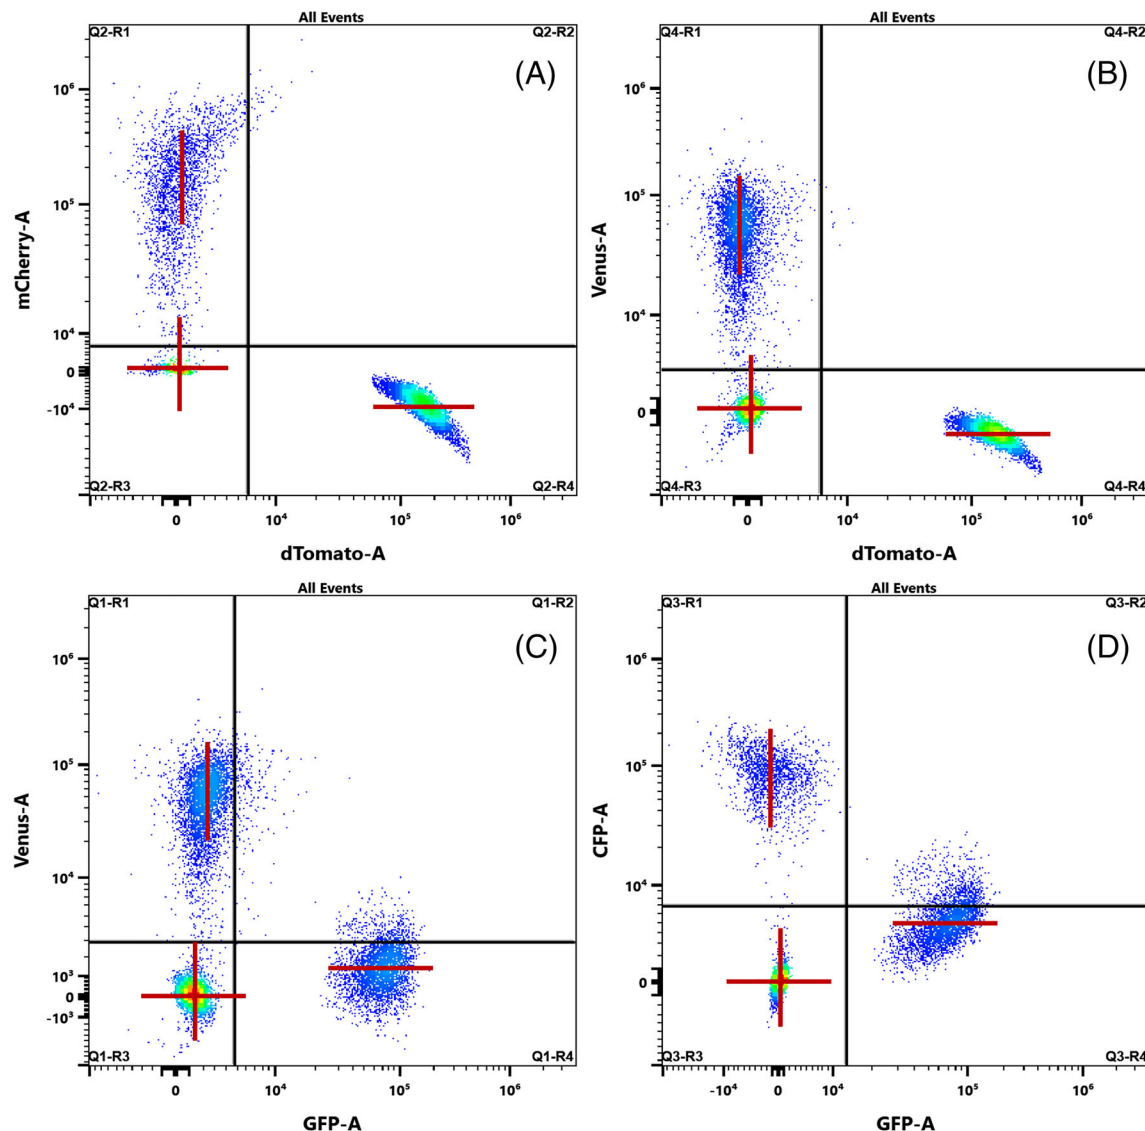 All Events
Q2-R1 Q2-R2
(A)
10⁶
10⁵
10⁴
0
-10⁴
mCherry-A
Q2-R3 Q2-R4
0 10⁴ 10⁵ 10⁶
dTomato-A
All Events
Q4-R1 Q4-R2
(B)
10⁶
10⁵
10⁴
0
Venus-A
Q4-R3 Q4-R4
0 10⁴ 10⁵ 10⁶
dTomato-A
All Events
Q1-R1 Q1-R2
(C)
10⁶
10⁵
10⁴
10³
0
-10³
Venus-A
Q1-R3 Q1-R4
0 10⁴ 10⁵ 10⁶
GFP-A
All Events
Q3-R1 Q3-R2
(D)
10⁶
10⁵
10⁴
0
CFP-A
Q3-R3 Q3-R4
-10⁴ 0 10⁴ 10⁵ 10⁶
GFP-A